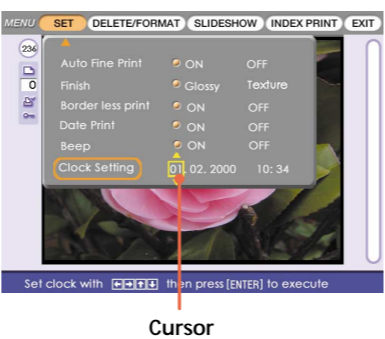 MENU SET DELETE/FORMAT SLIDESHOW INDEX PRINT EXIT
236
Auto Fine Print ON OFF
0 Finish Glossy Texture
Border less print ON OFF
Date Print ON OFF
Beep ON OFF
Clock Setting 01. 02. 2000 10: 34
Set clock with ←→↑↓ then press [ENTER] to execute
Cursor